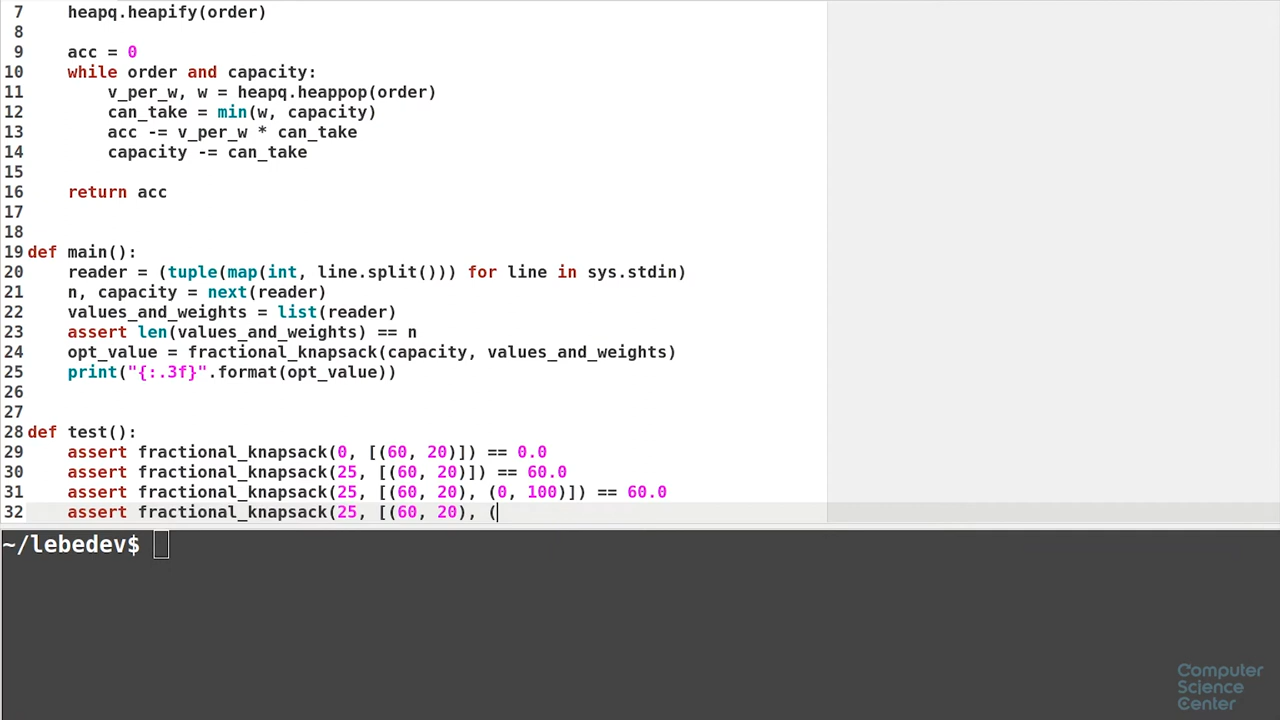 7    heapq.heapify(order)
8
9    acc = 0
10    while order and capacity:
11        v_per_w, w = heapq.heappop(order)
12        can_take = min(w, capacity)
13        acc -= v_per_w * can_take
14        capacity -= can_take
15
16    return acc
17
18
19 def main():
20    reader = (tuple(map(int, line.split())) for line in sys.stdin)
21    n, capacity = next(reader)
22    values_and_weights = list(reader)
23    assert len(values_and_weights) == n
24    opt_value = fractional_knapsack(capacity, values_and_weights)
25    print("{:.3f}".format(opt_value))
26
27
28 def test():
29    assert fractional_knapsack(0, [(60, 20)]) == 0.0
30    assert fractional_knapsack(25, [(60, 20)]) == 60.0
31    assert fractional_knapsack(25, [(60, 20), (0, 100)]) == 60.0
32    assert fractional_knapsack(25, [(60, 20), (
~/lebedev$
Computer
Science
Center